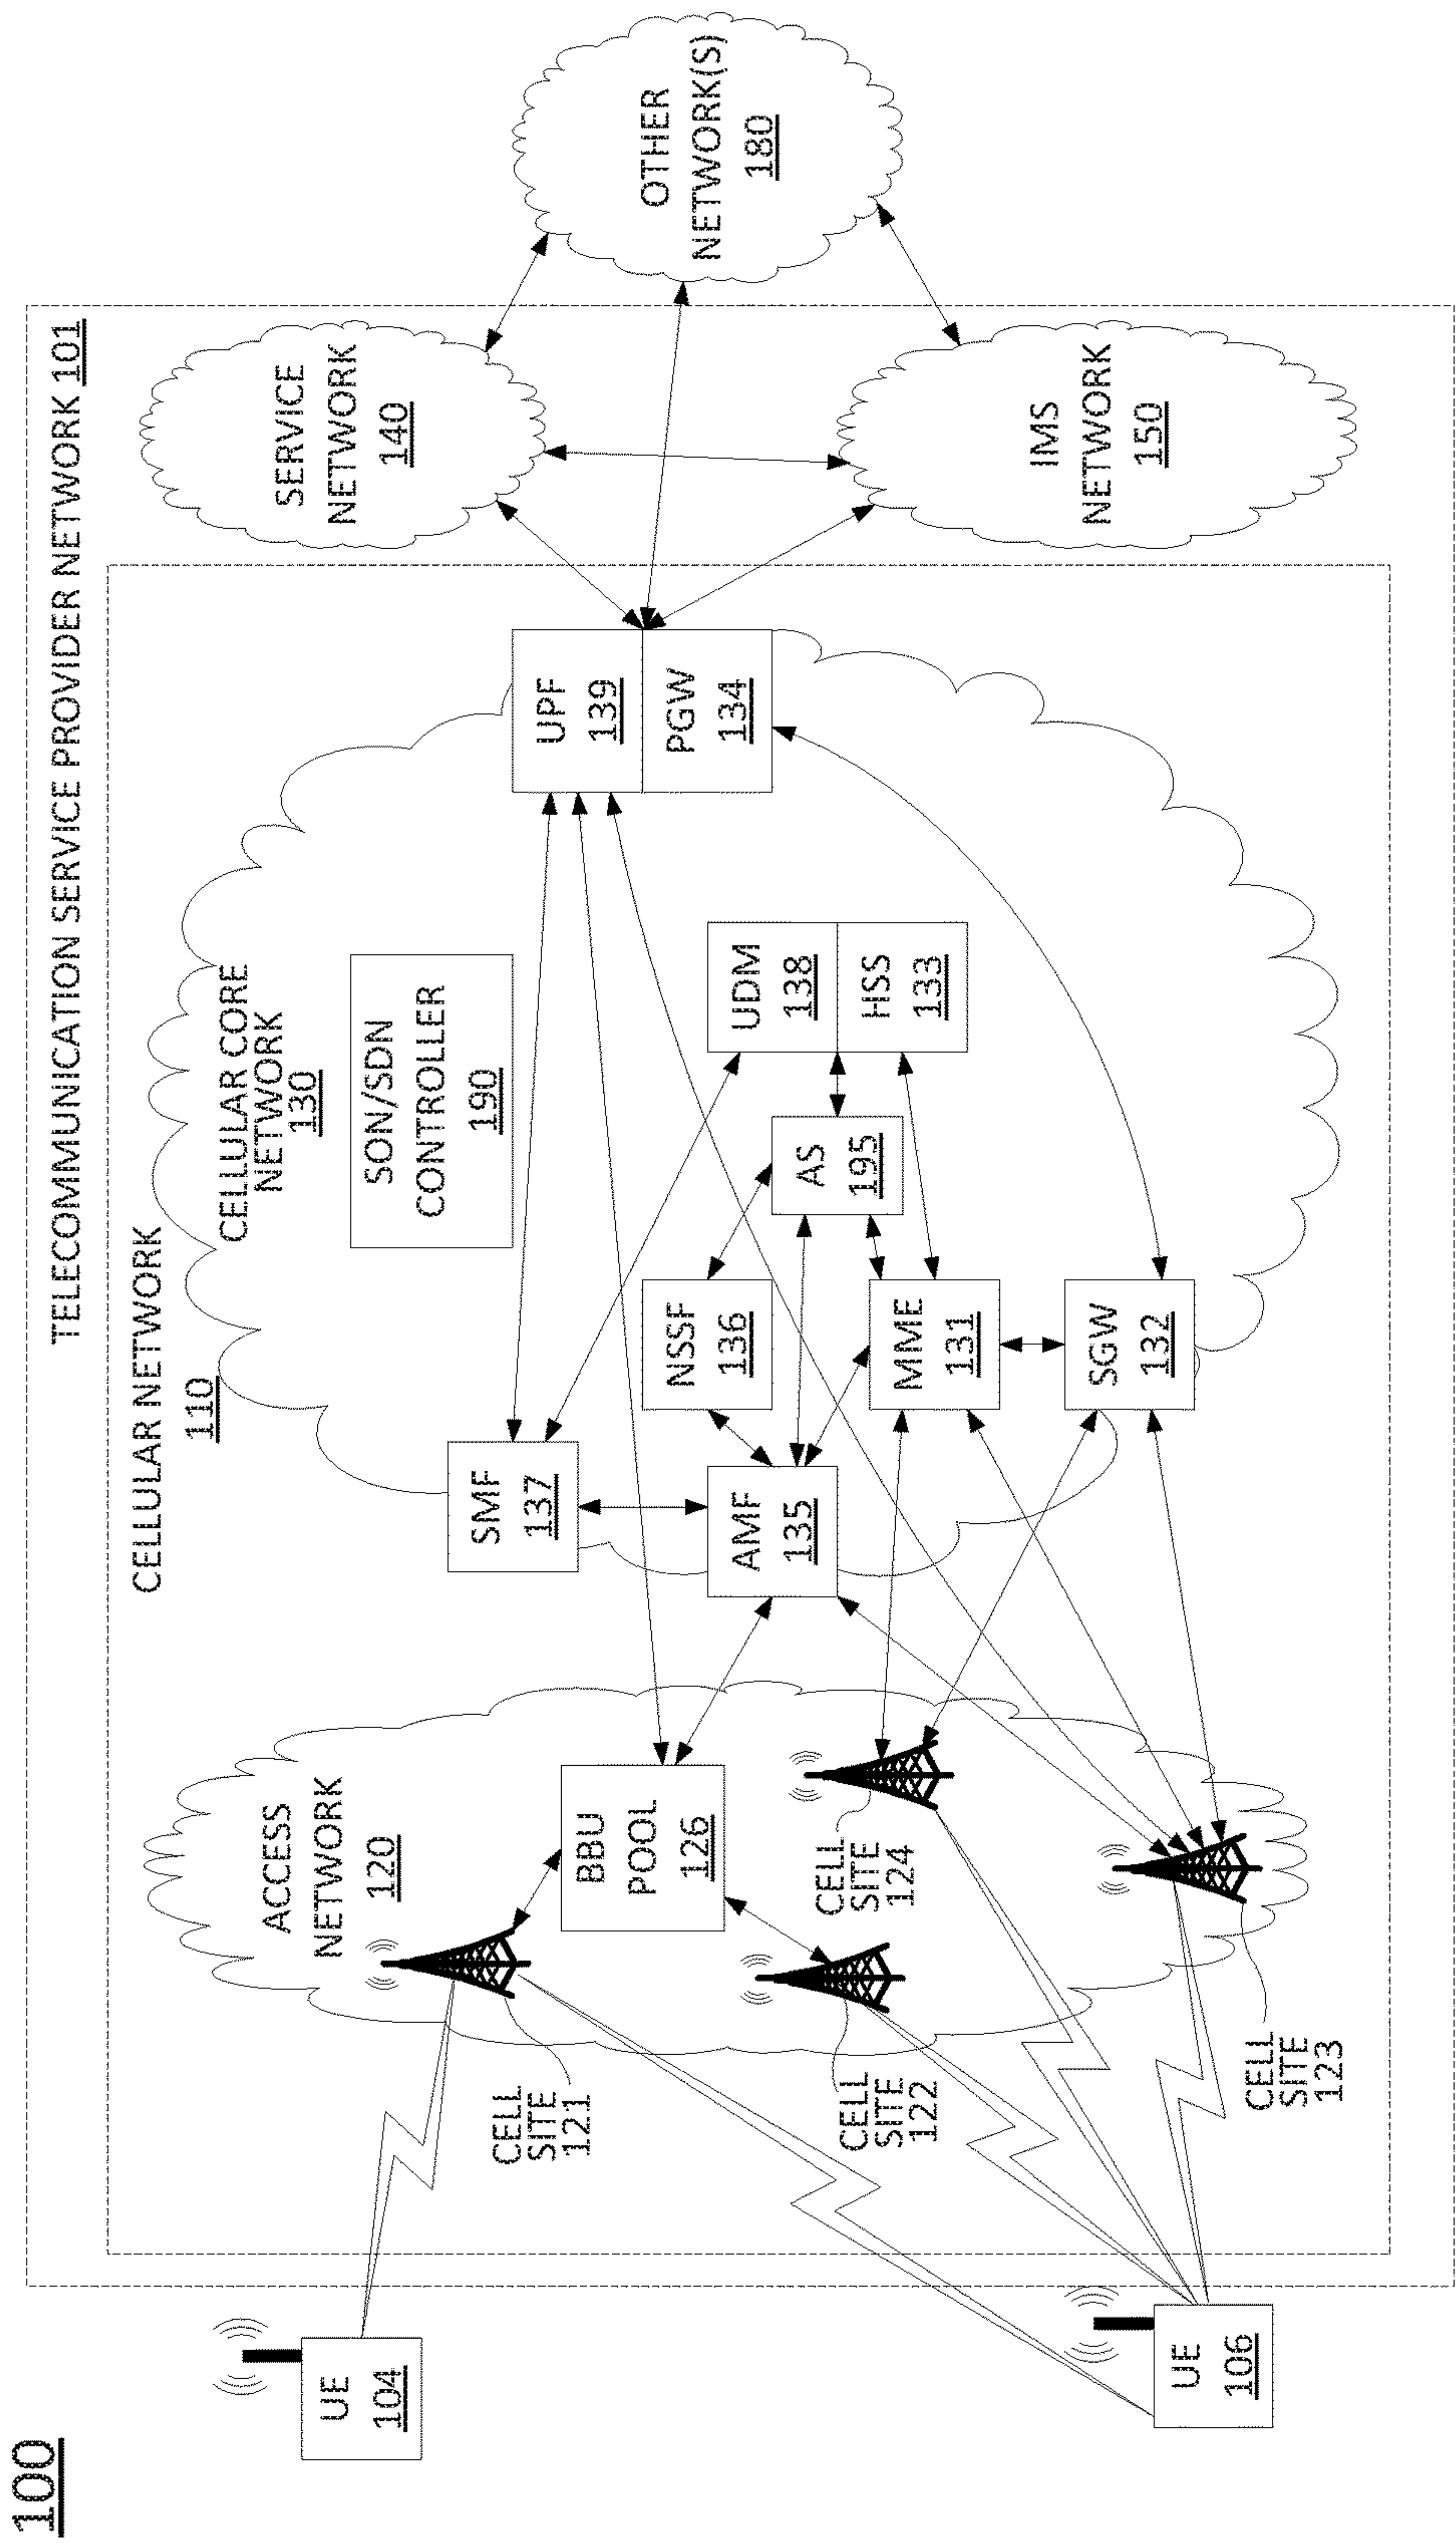 100
TELECOMMUNICATION SERVICE PROVIDER NETWORK 101
CELLULAR NETWORK
110
CELLULAR CORE
NETWORK
130
ACCESS
NETWORK
120
UE
104
UE
106
CELL
SITE
121
CELL
SITE
122
CELL
SITE
124
CELL
SITE
123
BBU
POOL
126
SMF
137
AMF
135
NSSF
136
MME
131
SGW
132
SON/SDN
CONTROLLER
190
AS
195
UDM
138
HSS
133
UPF
139
PGW
134
SERVICE
NETWORK
140
IMS
NETWORK
150
OTHER
NETWORK(S)
180